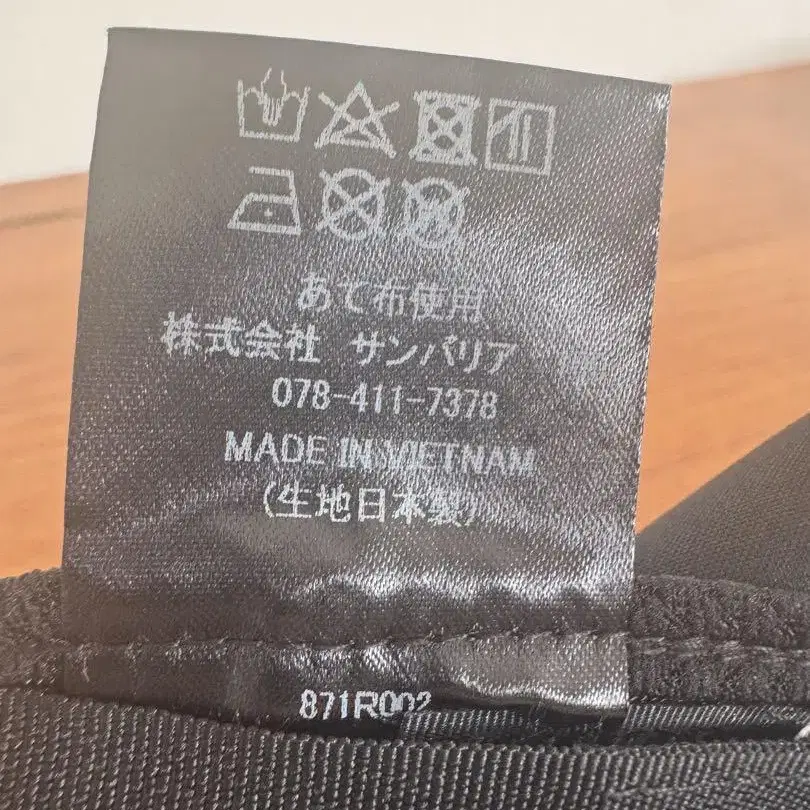 あて布使用
株式会社 サンバリア
078-411-7378
MADE IN VIETNAM
(生地日本製)
871R002